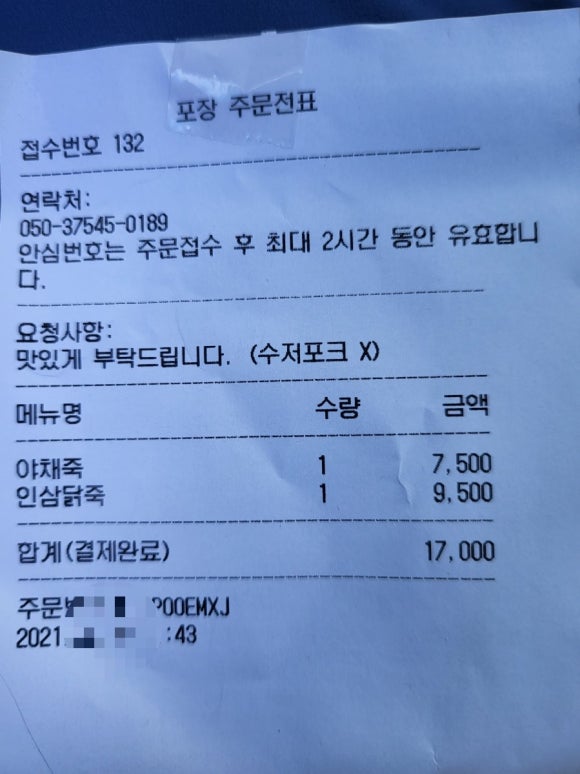 포장 주문전표
접수번호 132
연락처:
050-37545-0189
안심번호는 주문접수 후 최대 2시간 동안 유효합니
다.
요청사항:
맛있게 부탁드립니다. (수저포크 X)
메뉴명 수량 금액
야채죽 1 7,500
인삼닭죽 1 9,500
합계(결제완료) 17,000
OOEMXJ
2021 :43